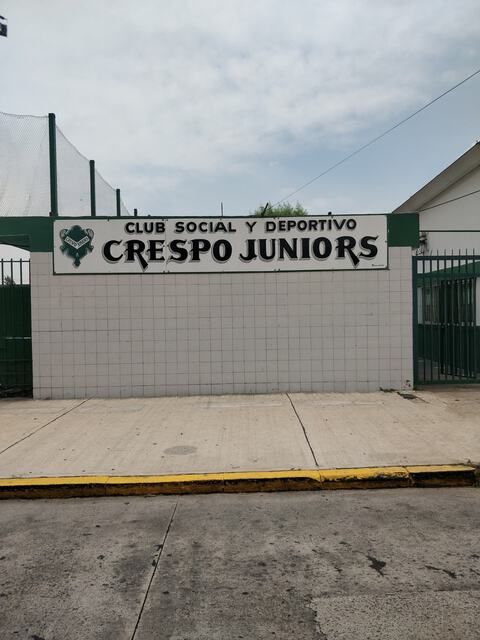 CLUB SOCIAL Y DEPORTIVO
CRESPO JUNIORS